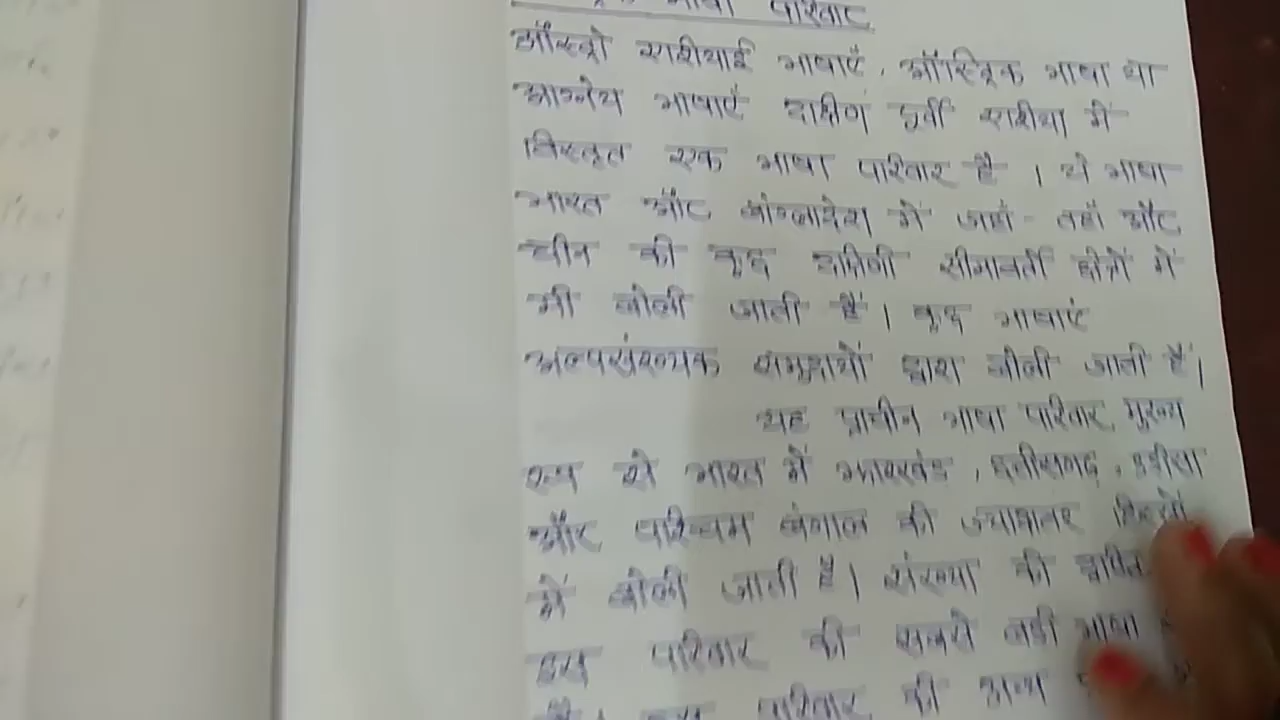 भाषा परिवार
ऑस्ट्रो एशीयाई भाषाएँ, ऑस्ट्रिक भाषा या
आग्नेय भाषाएँ दक्षिण पूर्वी एशीया में
विस्तृत एक भाषा परिवार है । ये भाषा
भारत और बांग्लादेश में जहाँ - तहाँ और
चीन की कुछ दक्षिणी सीमावर्ती क्षेत्रों में
भी बोली जाती हैं । कुछ भाषाएं
अल्पसंख्यक समुदायों द्वारा बोली जाती हैं ।
यह प्राचीन भाषा परिवार मुख्य
रूप से भारत में झारखंड , छत्तीसगढ़ , उड़ीसा
और पश्चिम बंगाल की ज्यादातर हिस्सों
में बोली जाती है । संख्या की
इस परिवार की सबसे बडी भाषा
है । इस परिवार की अन्य